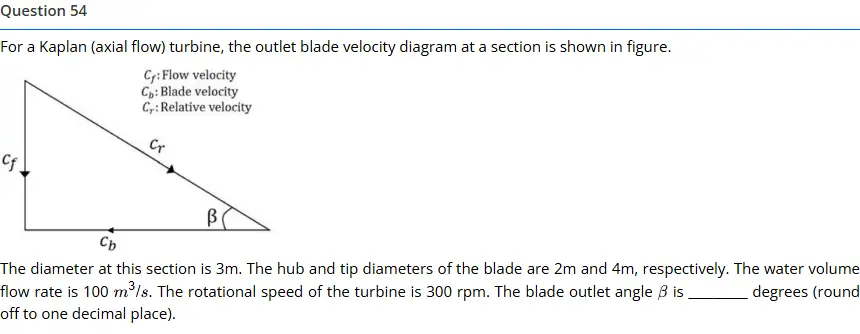 Question 54
For a Kaplan (axial flow) turbine, the outlet blade velocity diagram at a section is shown in figure.
C_f: Flow velocity
C_b: Blade velocity
C_r: Relative velocity
C_r
C_f
β
C_b
The diameter at this section is 3m. The hub and tip diameters of the blade are 2m and 4m, respectively. The water volume
flow rate is 100 m³/s. The rotational speed of the turbine is 300 rpm. The blade outlet angle β is ________ degrees (round
off to one decimal place).